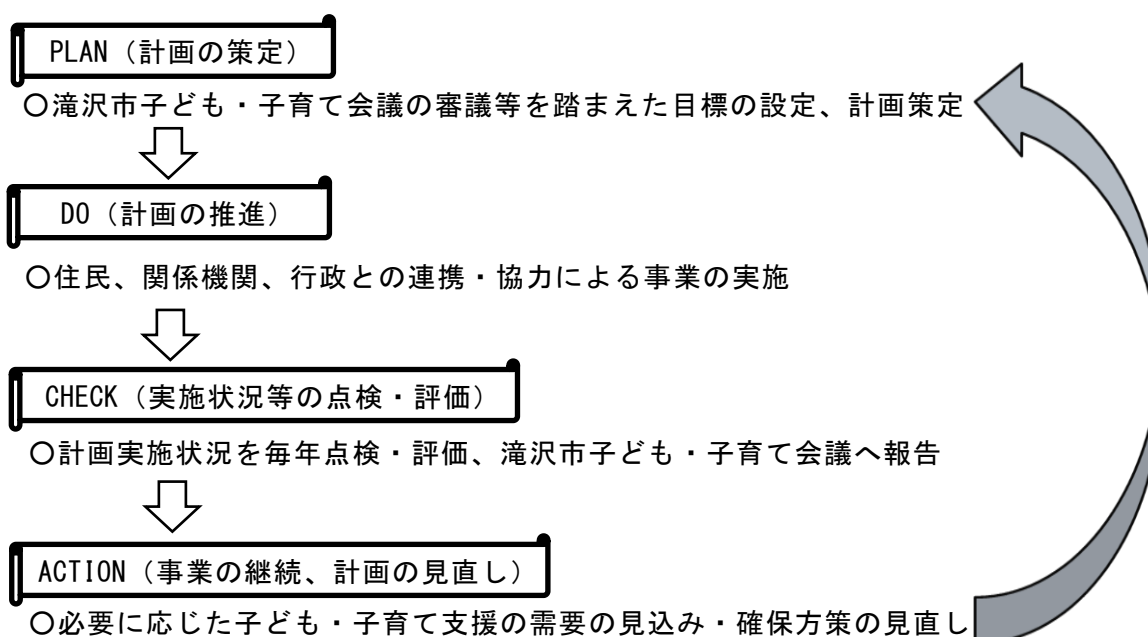 PLAN（計画の策定）
○滝沢市子ども・子育て会議の審議等を踏まえた目標の設定、計画策定
DO（計画の推進）
○住民、関係機関、行政との連携・協力による事業の実施
CHECK（実施状況等の点検・評価）
○計画実施状況を毎年点検・評価、滝沢市子ども・子育て会議へ報告
ACTION（事業の継続、計画の見直し）
○必要に応じた子ども・子育て支援の需要の見込み・確保方策の見直し